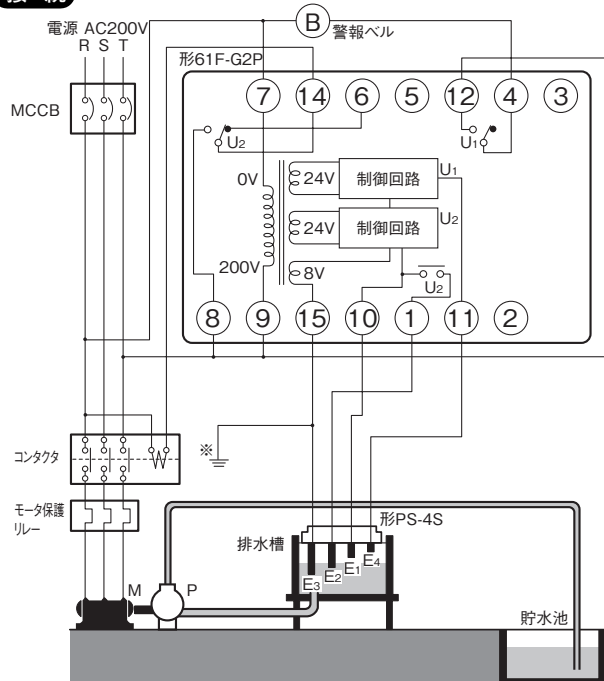 接 続
電源 AC200V
R S T
B
警報ベル
形61F-G2P
MCCB
7 14 6 5 12 4 3
U2
U1
0V
24V
制御回路
U1
24V
制御回路
U2
200V
8V
U2
8 9 15 10 1 11 2
コンタクタ
※
モータ保護
リレー
形PS-4S
排水槽
E3 E2 E1 E4
M P
貯水池